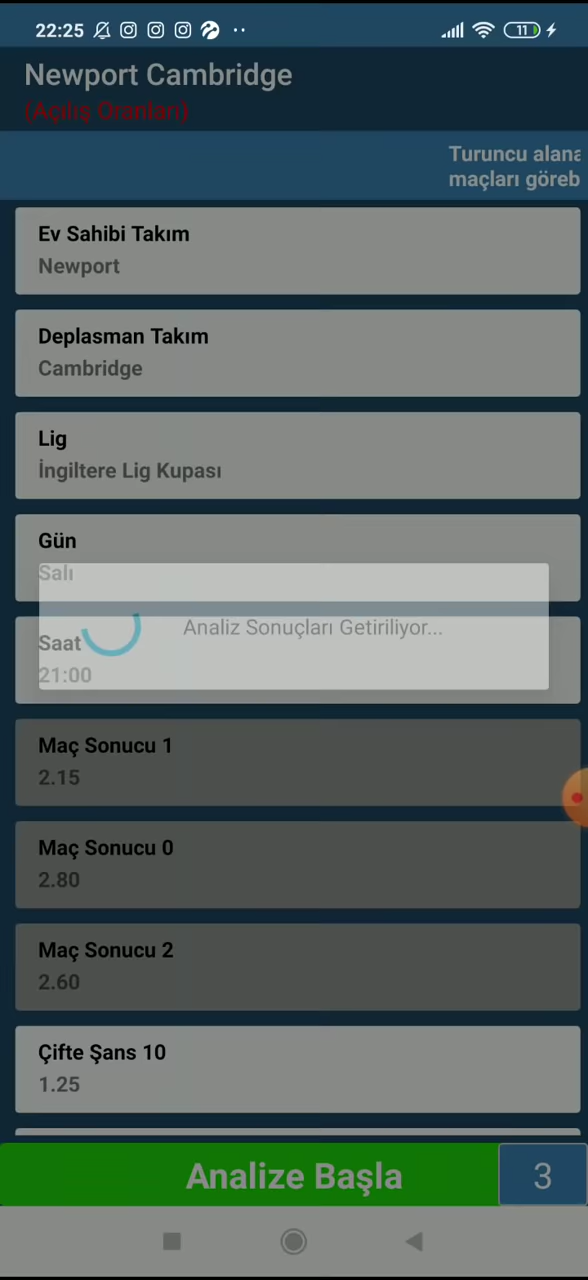 22:25
11
Newport Cambridge
(Açılış Oranları)
Turuncu alana
maçları göreb
Ev Sahibi Takım
Newport
Deplasman Takım
Cambridge
Lig
İngiltere Lig Kupası
Gün
Salı
Analiz Sonuçları Getiriliyor...
Saat
21:00
Maç Sonucu 1
2.15
Maç Sonucu 0
2.80
Maç Sonucu 2
2.60
Çifte Şans 10
1.25
Analize Başla
3